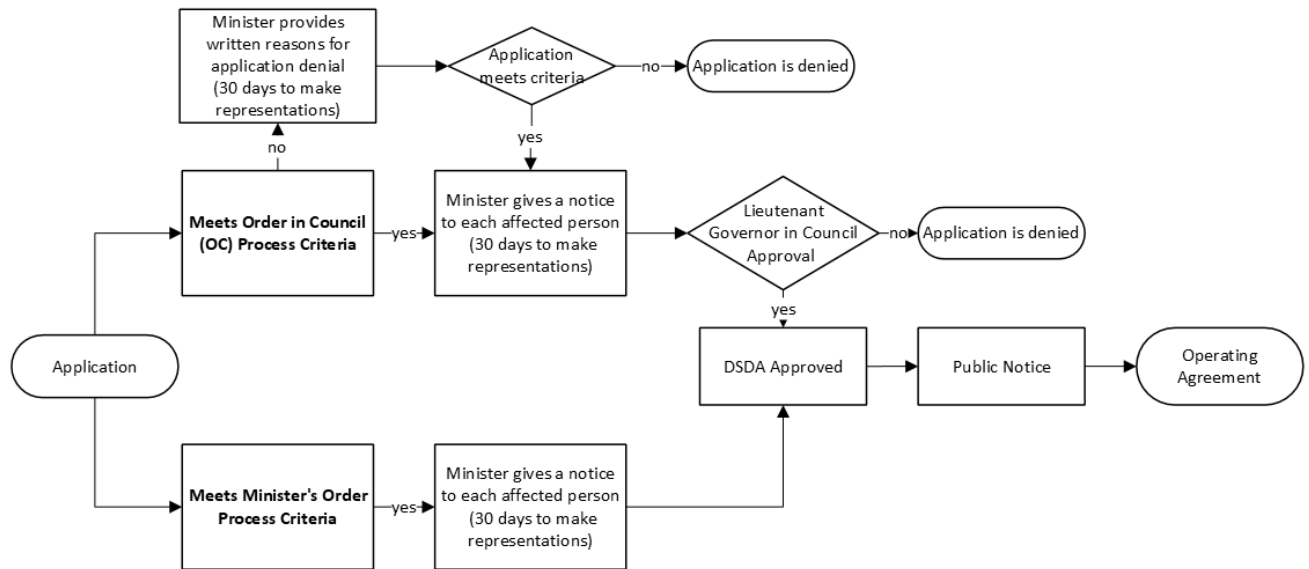 Minister provides
written reasons for
application denial
(30 days to make
representations)
Application
meets criteria
no
Application is denied
no
yes
Meets Order in Council
(OC) Process Criteria
yes
Minister gives a notice
to each affected person
(30 days to make
representations)
Lieutenant
Governor in Council
Approval
no
Application is denied
yes
Application
DSDA Approved
Public Notice
Operating
Agreement
Meets Minister's Order
Process Criteria
yes
Minister gives a notice
to each affected person
(30 days to make
representations)